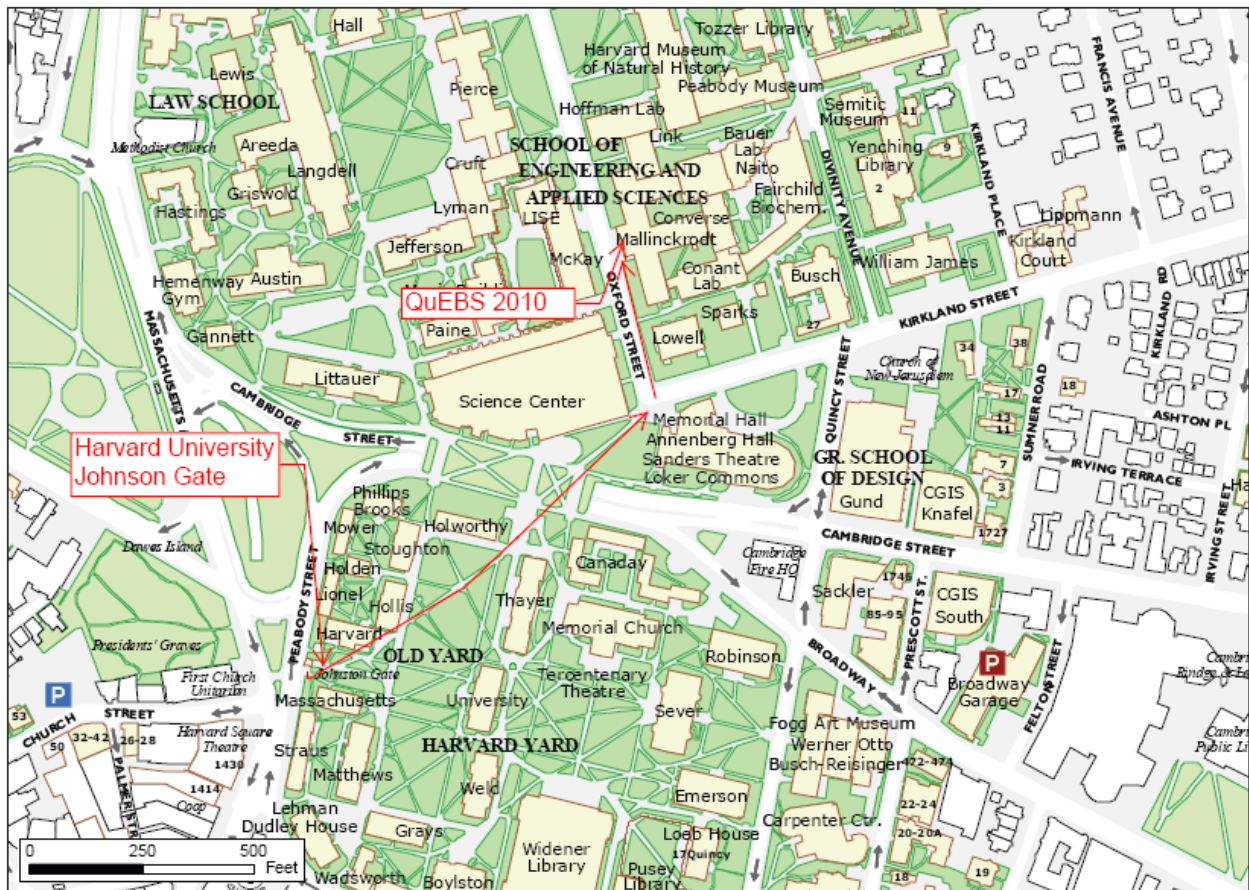 Hall
Tozzer Library
Harvard Museum
of Natural History
Peabody Museum
Lewis
LAW SCHOOL
Pierce
Hoffman Lab
Link
Semitic
Museum
11
Methodist Church
Areeda
Langdell
Griswold
Hastings
Cruft
SCHOOL OF
ENGINEERING AND
APPLIED SCIENCES
Bauer
Lab
Naito
Fairchild
Biochem.
Yenching
Library
9
2
DIVINITY AVENUE
KIRKLAND PLACE
FRANCIS AVENUE
Lyman
LISE
Converse
Mallinckrodt
Lippmann
Kirkland
Court
Jefferson
McKay
Conant
Lab
Busch
William James
Hemenway
Gym
Austin
QuEBS 2010
OXFORD STREET
Sparks
27
KIRKLAND STREET
KIRKLAND RD
Gannett
Paine
Lowell
MASSACHUSETTS
Littauer
Science Center
QUINCY STREET
Church of
New Jerusalem
34
38
SUMNER ROAD
17
18
13
11
ASHTON PL
CAMBRIDGE
STREET
Memorial Hall
Annenberg Hall
Sanders Theatre
Loker Commons
Harvard University
Johnson Gate
GR. SCHOOL
OF DESIGN
Gund
CGIS
Knafel
7
3
1727
IRVING TERRACE
IRVING STREET
Phillips
Brooks
Mower
Holworthy
Stoughton
Holden
Lionel
Hollis
Harvard
Dawes Island
PEABODY STREET
Canaday
Thayer
Cambridge
Fire HQ
CAMBRIDGE STREET
Sackler
1746
85-95
PRESCOTT ST.
CGIS
South
Memorial Church
Robinson
BROADWAY
Presidents' Graves
OLD YARD
Johnston Gate
Tercentenary
Theatre
P
First Church
Unitarian
Massachusetts
University
Sever
P
Broadway
Garage
FELTON STREET
53
CHURCH
STREET
50
32-42
26-28
Harvard Square
Theatre
1430
1414
Coop
Straus
Matthews
HARVARD YARD
Weld
Fogg Art Museum
Werner Otto
Busch-Reisinger
472-474
Emerson
22-24
20-20A
Carpenter Ctr.
Lehman
Dudley House
Grays
Widener
Library
Loeb House
17Quincy
Pusey
Library
Wadsworth
Boylston
18
19
0
250
500
Feet